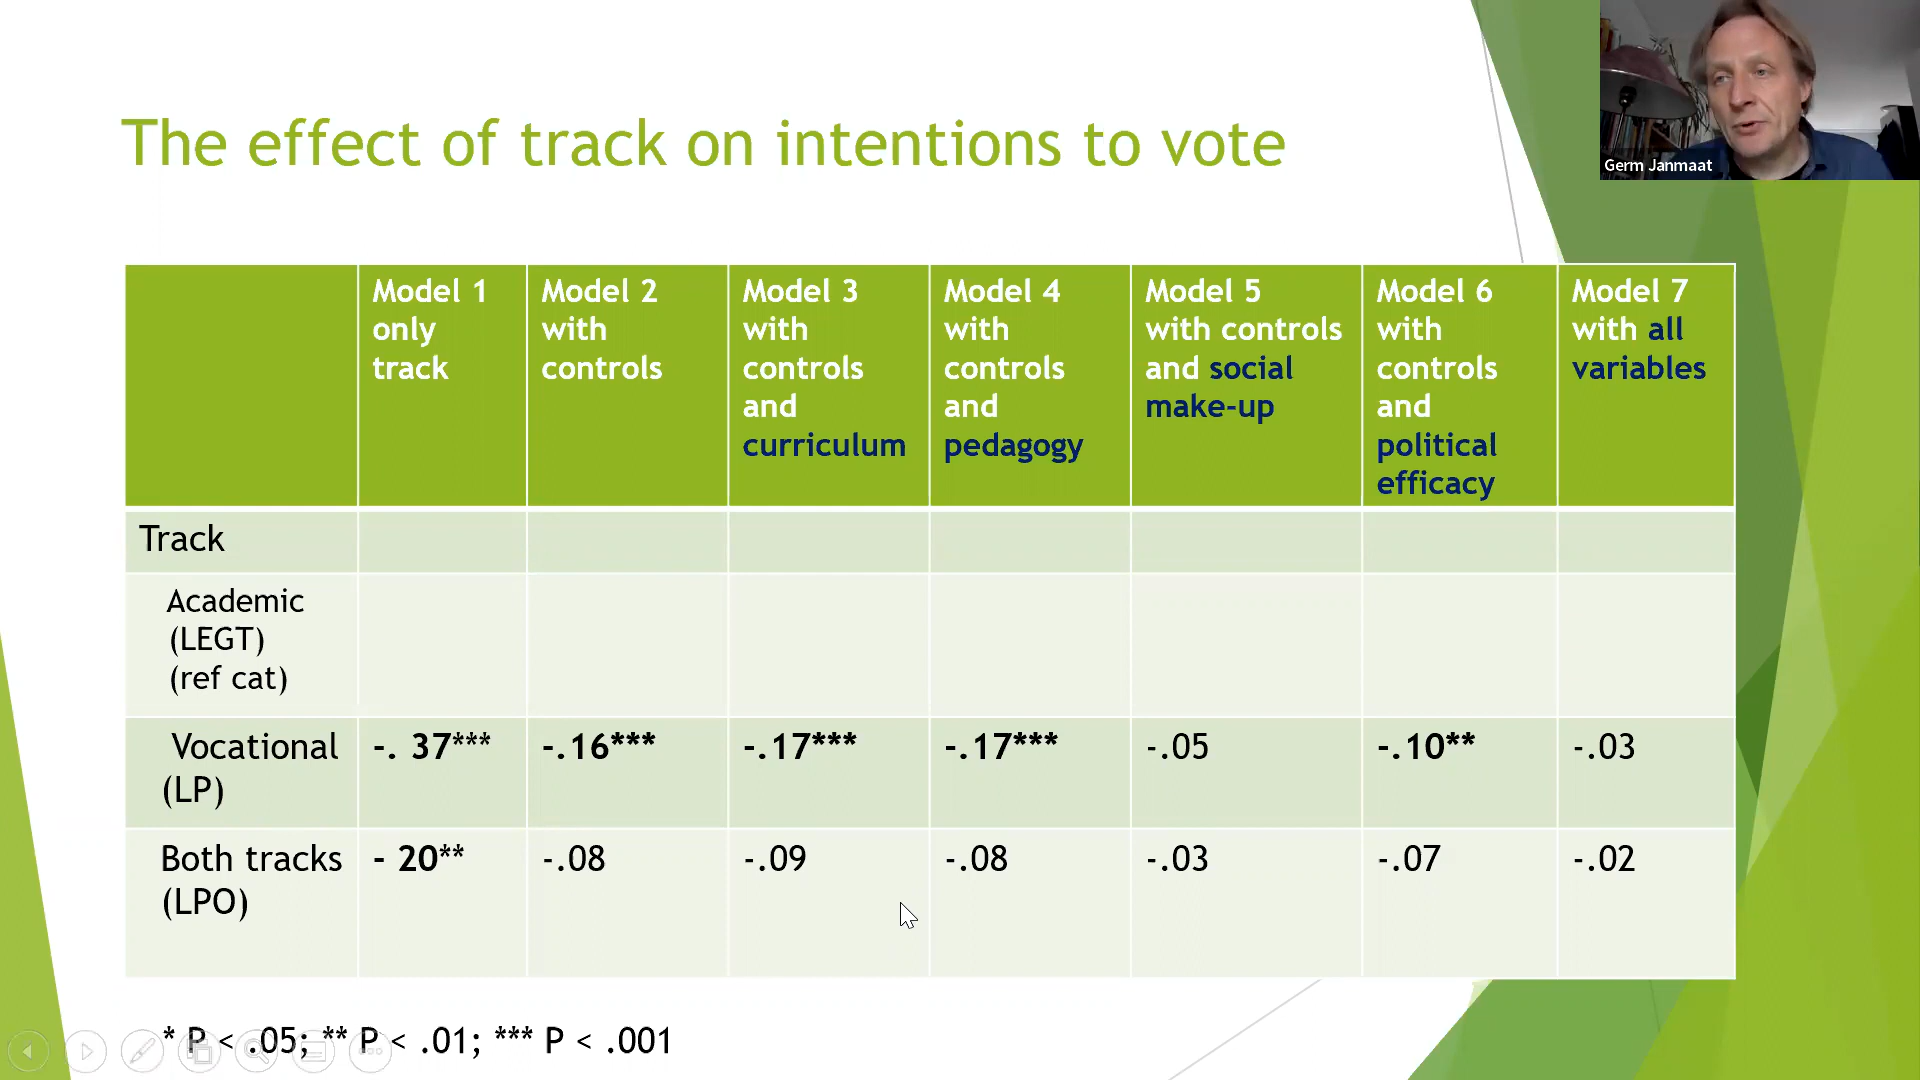 The effect of track on intentions to vote
Germ Janmaat
Model 1
only
track
Model 2
with
controls
Model 3
with
controls
and
curriculum
Model 4
with
controls
and
pedagogy
Model 5
with controls
and social
make-up
Model 6
with
controls
and
political
efficacy
Model 7
with all
variables
Track
Academic
(LEGT)
(ref cat)
Vocational
(LP)
-. 37***
-.16***
-.17***
-.17***
-.05
-.10**
-.03
Both tracks
(LPO)
- 20**
-.08
-.09
-.08
-.03
-.07
-.02
* P < .05; ** P < .01; *** P < .001